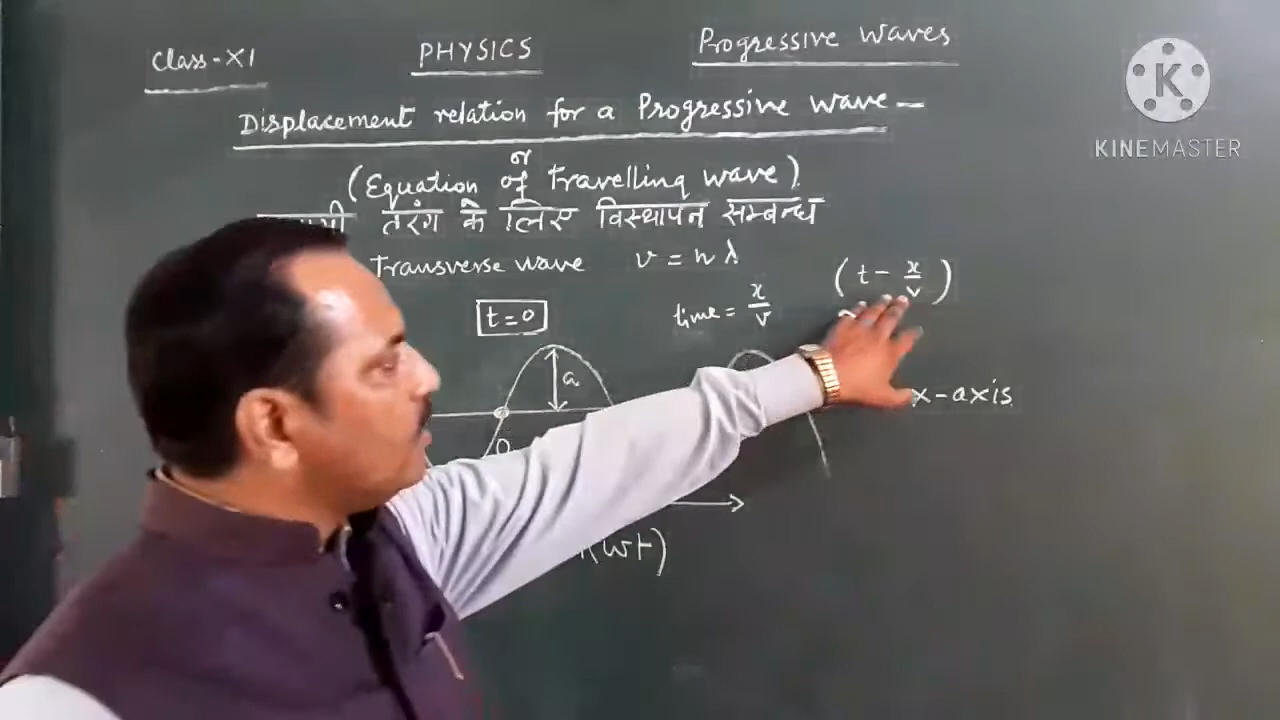 Class-XI PHYSICS Progressive Waves
Displacement relation for a Progressive wave—
or
(Equation of Travelling wave)
तरंग के लिए विस्थापन सम्बन्ध
Transverse wave v = n λ
(t - x/v)
time = x/v
t=0
a
x-axis
O
(wt)
K
KINEMASTER